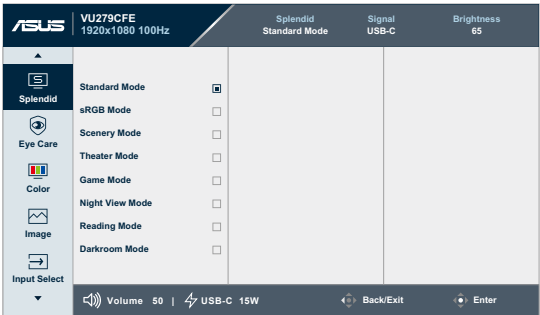 ASUS
VU279CFE
1920x1080 100Hz
Splendid
Standard Mode
Signal
USB-C
Brightness
65
Splendid
Eye Care
Color
Image
Input Select
Standard Mode
sRGB Mode
Scenery Mode
Theater Mode
Game Mode
Night View Mode
Reading Mode
Darkroom Mode
Volume 50 | USB-C 15W
Back/Exit
Enter